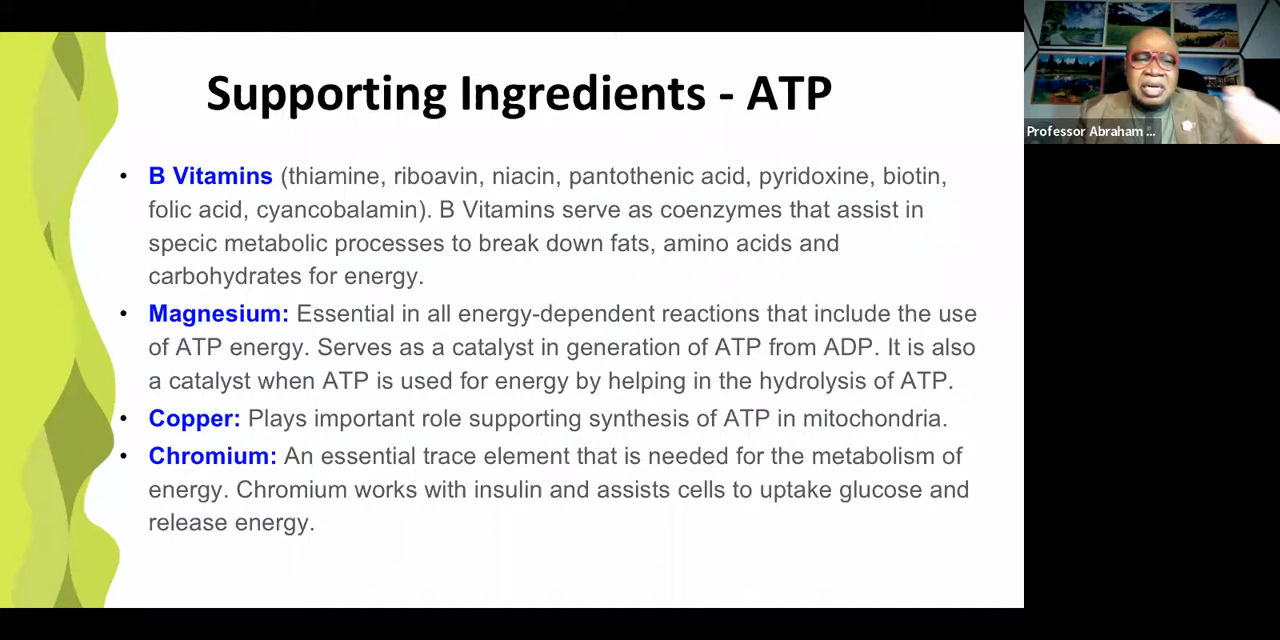 Supporting Ingredients - ATP
Professor Abraham ...
• B Vitamins (thiamine, riboavin, niacin, pantothenic acid, pyridoxine, biotin,
folic acid, cyancobalamin). B Vitamins serve as coenzymes that assist in
specic metabolic processes to break down fats, amino acids and
carbohydrates for energy.
• Magnesium: Essential in all energy-dependent reactions that include the use
of ATP energy. Serves as a catalyst in generation of ATP from ADP. It is also
a catalyst when ATP is used for energy by helping in the hydrolysis of ATP.
• Copper: Plays important role supporting synthesis of ATP in mitochondria.
• Chromium: An essential trace element that is needed for the metabolism of
energy. Chromium works with insulin and assists cells to uptake glucose and
release energy.